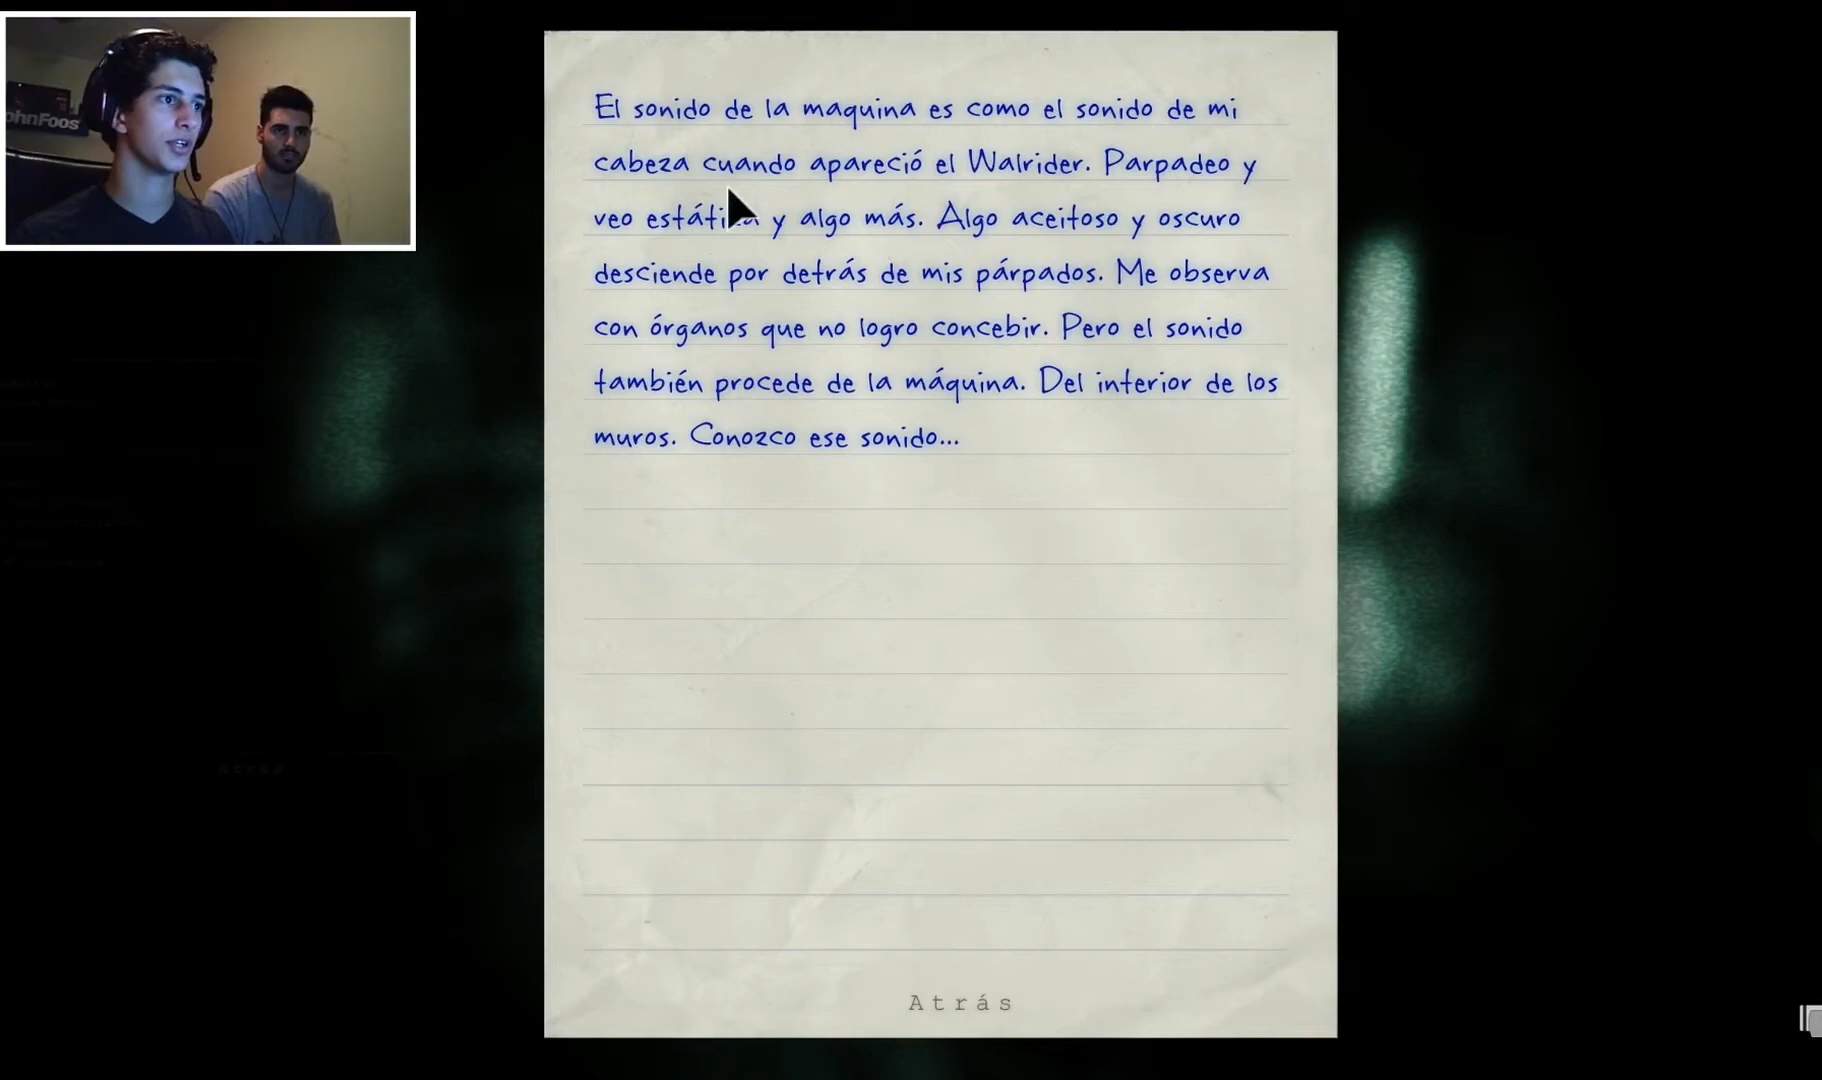 ohnFoos
El sonido de la maquina es como el sonido de mi
cabeza cuando apareció el Walrider. Parpadeo y
veo estática y algo más. Algo aceitoso y oscuro
desciende por detrás de mis párpados. Me observa
con órganos que no logro concebir. Pero el sonido
también procede de la máquina. Del interior de los
muros. Conozco ese sonido...
Atrás